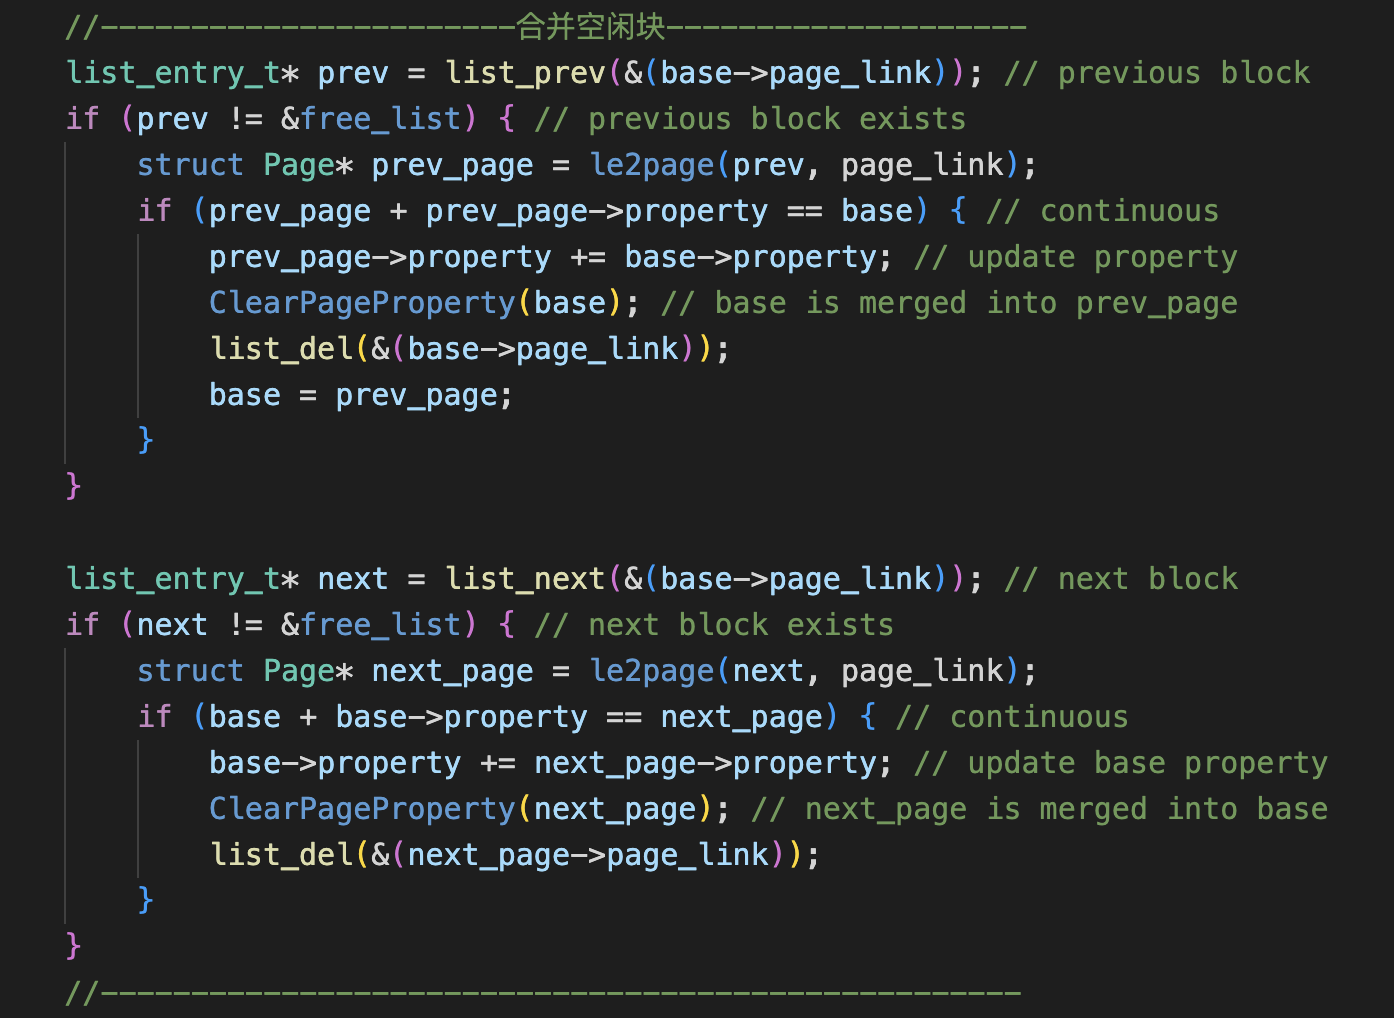 //———————————————————————合并空闲块————————————————————
list_entry_t* prev = list_prev(&(base->page_link)); // previous block
if (prev != &free_list) { // previous block exists
    struct Page* prev_page = le2page(prev, page_link);
    if (prev_page + prev_page->property == base) { // continuous
        prev_page->property += base->property; // update property
        ClearPageProperty(base); // base is merged into prev_page
        list_del(&(base->page_link));
        base = prev_page;
    }
}

list_entry_t* next = list_next(&(base->page_link)); // next block
if (next != &free_list) { // next block exists
    struct Page* next_page = le2page(next, page_link);
    if (base + base->property == next_page) { // continuous
        base->property += next_page->property; // update base property
        ClearPageProperty(next_page); // next_page is merged into base
        list_del(&(next_page->page_link));
    }
}
//———————————————————————————————————————————————————